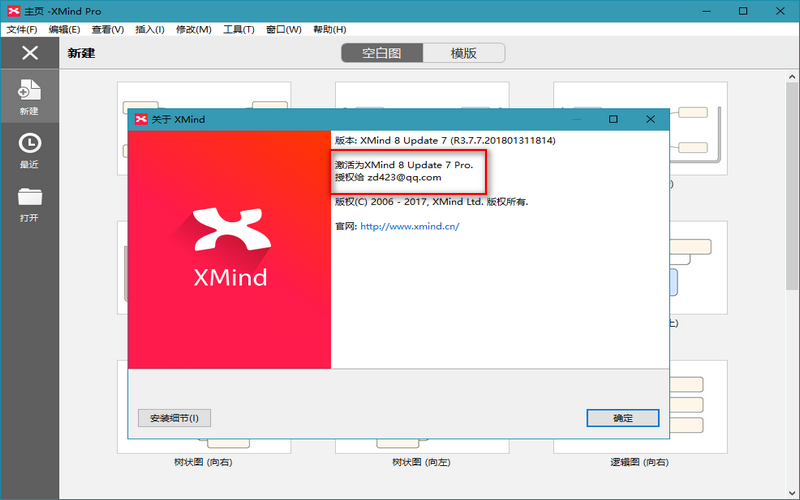 主页 -XMind Pro
文件(F) 编辑(E) 查看(V) 插入(I) 修改(M) 工具(T) 窗口(W) 帮助(H)
新建
空白图 模版
新建
最近
打开
关于 XMind
版本: XMind 8 Update 7 (R3.7.7.201801311814)
激活为XMind 8 Update 7 Pro.
授权给 zd423@qq.com
版权(C) 2006 - 2017, XMind Ltd. 版权所有.
官网: http://www.xmind.cn/
XMind
安装细节(I) 确定
树状图 (向右) 树状图 (向左) 逻辑图 (向右)